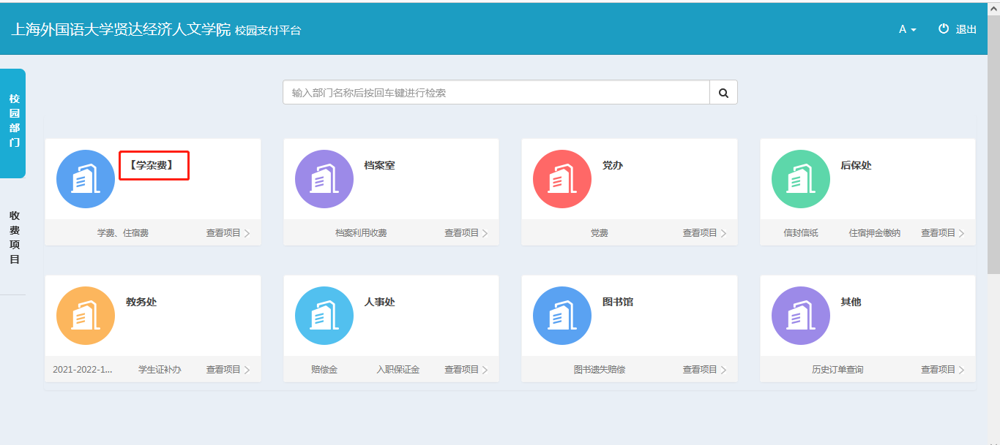 上海外国语大学贤达经济人文学院 校园支付平台
A
退出
校园部门
收费项目
输入部门名称后按回车键进行检索
【学杂费】
学费、住宿费 查看项目
档案室
档案利用收费 查看项目
党办
党费 查看项目
后保处
信封信纸 住宿押金缴纳 查看项目
教务处
2021-2022-1... 学生证补办 查看项目
人事处
赔偿金 入职保证金 查看项目
图书馆
图书遗失赔偿 查看项目
其他
历史订单查询 查看项目